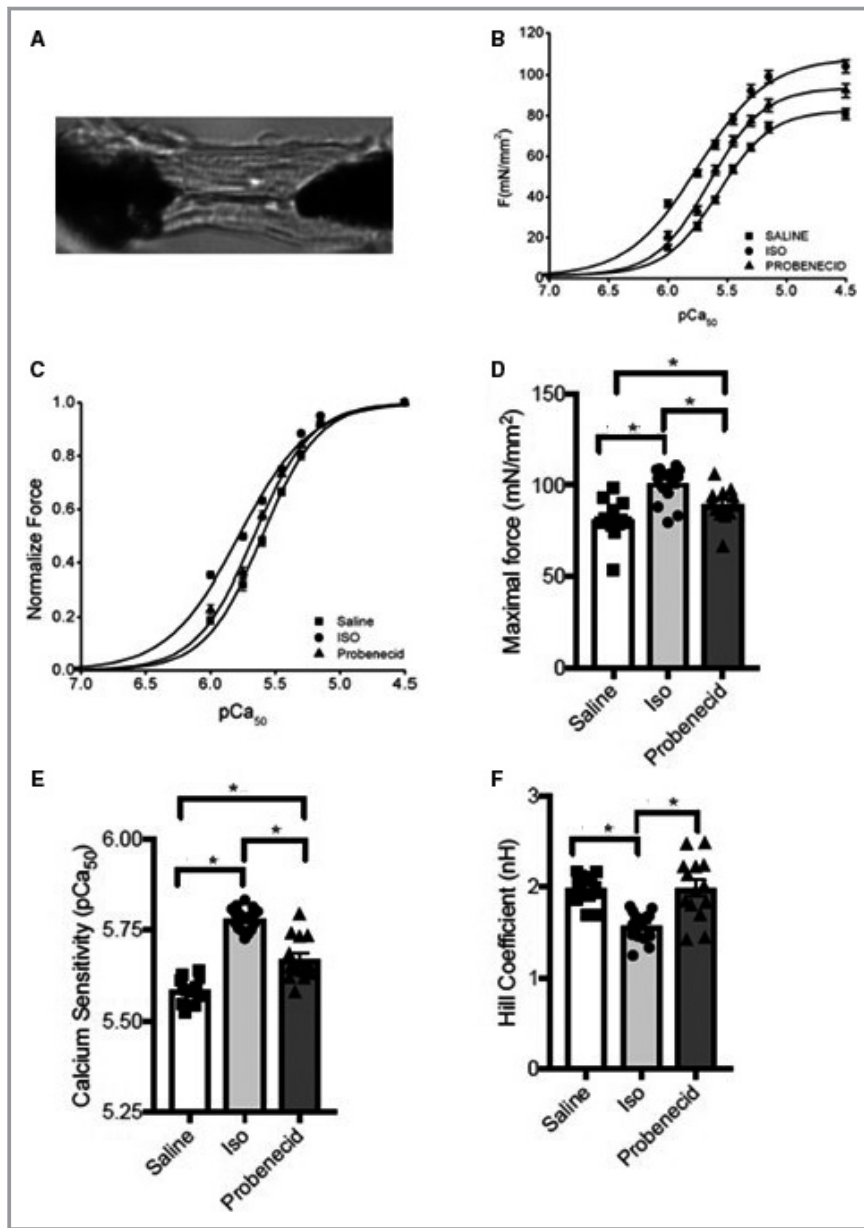 A
B
120
100
80
60
40
20
0
F(mN/mm²)
SALINE
ISO
PROBENECID
7.0 6.5 6.0 5.5 5.0 4.5
pCa₅₀
C
1.0
0.8
0.6
0.4
0.2
0.0
Normalize Force
Saline
ISO
Probenecid
7.0 6.0 5.5 5.0 4.5
pCa₅₀
D
150
100
50
0
Maximal force (mN/mm²)
* * *
Saline
Iso
Probenecid
E
6.00
5.75
5.50
5.25
Calcium Sensitivity (pCa₅₀)
* * *
Saline
Iso
Probenecid
F
3
2
1
0
Hill Coefficient (nH)
* *
Saline
Iso
Probenecid